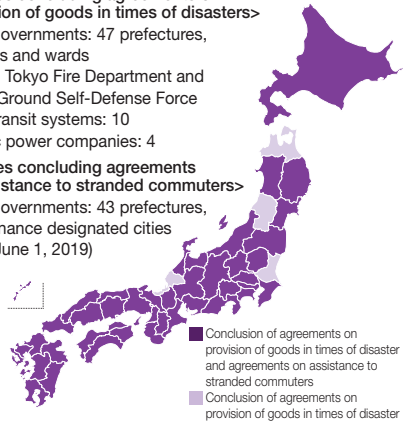 ion of goods in times of disasters>
overnments: 47 prefectures,
s and wards
Tokyo Fire Department and
Ground Self-Defense Force
ransit systems: 10
c power companies: 4
es concluding agreements
istance to stranded commuters>
overnments: 43 prefectures,
nance designated cities
June 1, 2019)
Conclusion of agreements on
provision of goods in times of disaster
and agreements on assistance to
stranded commuters
Conclusion of agreements on
provision of goods in times of disaster